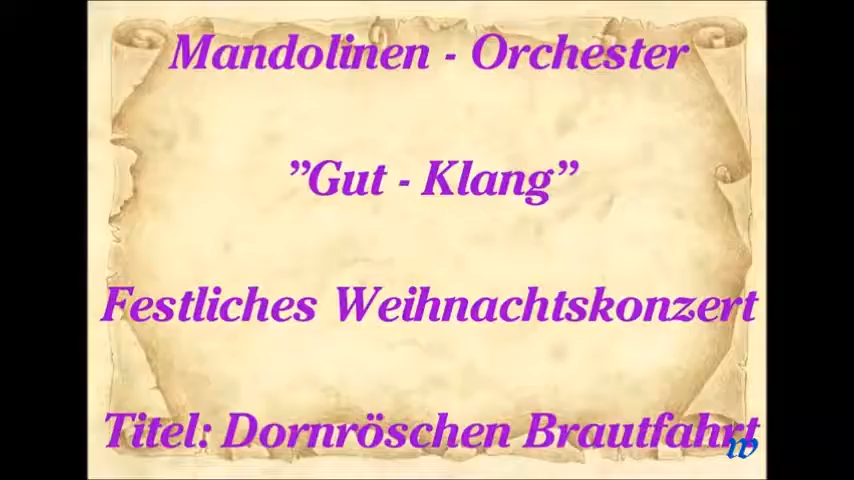 Mandolinen - Orchester
”Gut - Klang”
Festliches Weihnachtskonzert
Titel: Dornröschen Brautfahrt
w